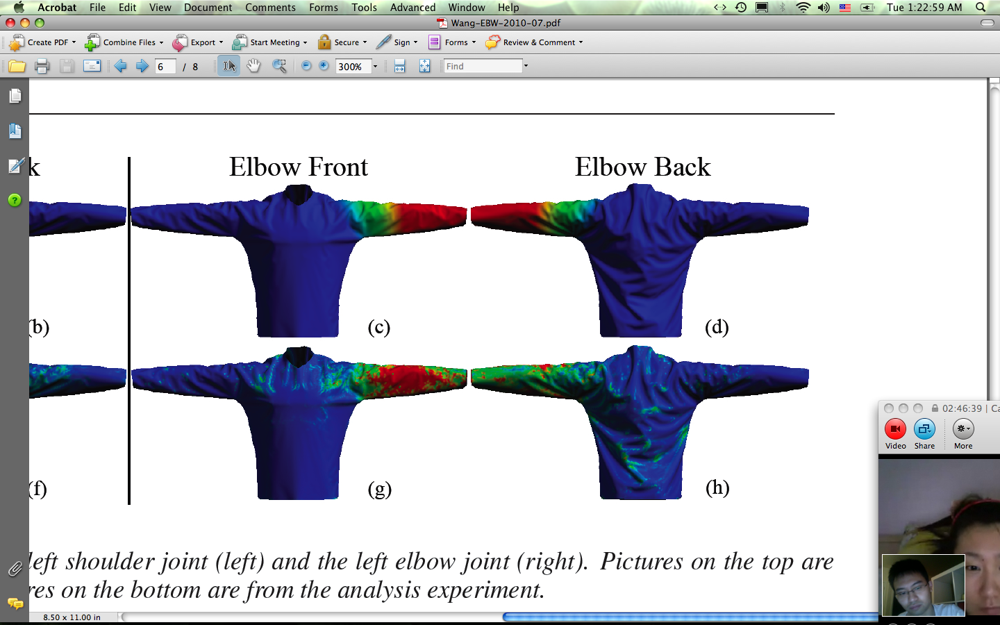 Acrobat File Edit View Document Comments Forms Tools Advanced Window Help Tue 1:22:59 AM
Wang-EBW-2010-07.pdf
Create PDF Combine Files Export Start Meeting Secure Sign Forms Review & Comment
6 / 8 300% Find
k Elbow Front Elbow Back
(b) (c) (d)
(f) (g) (h)
02:46:39 | Ca
Video Share More
left shoulder joint (left) and the left elbow joint (right). Pictures on the top are
res on the bottom are from the analysis experiment.
8.50 x 11.00 in